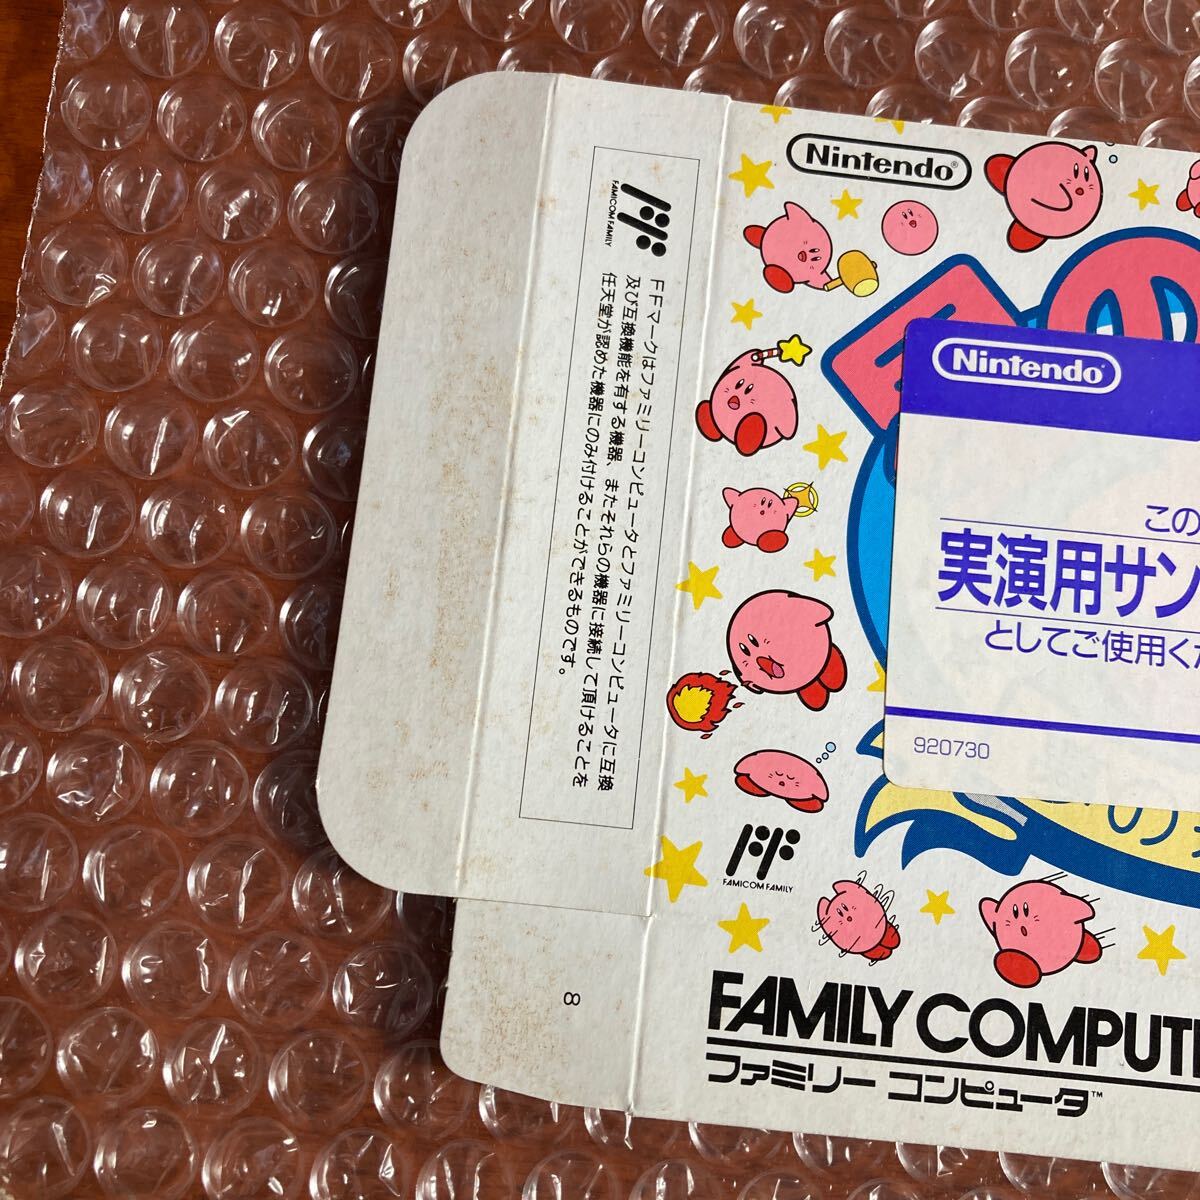 FAMICOM FAMILY
FFマークはファミリーコンピュータとファミリーコンピュータに互換
及び互換機能を有する機器、またそれらの機器に接続して頂けることを
任天堂が認めた機器にのみ付けることができるものです。
8
Nintendo®
Nintendo®
この
実演用サン
としてご使用くだ
920730
の
FAMICOM FAMILY
FAMILY COMPUT
ファミリー コンピュータ™